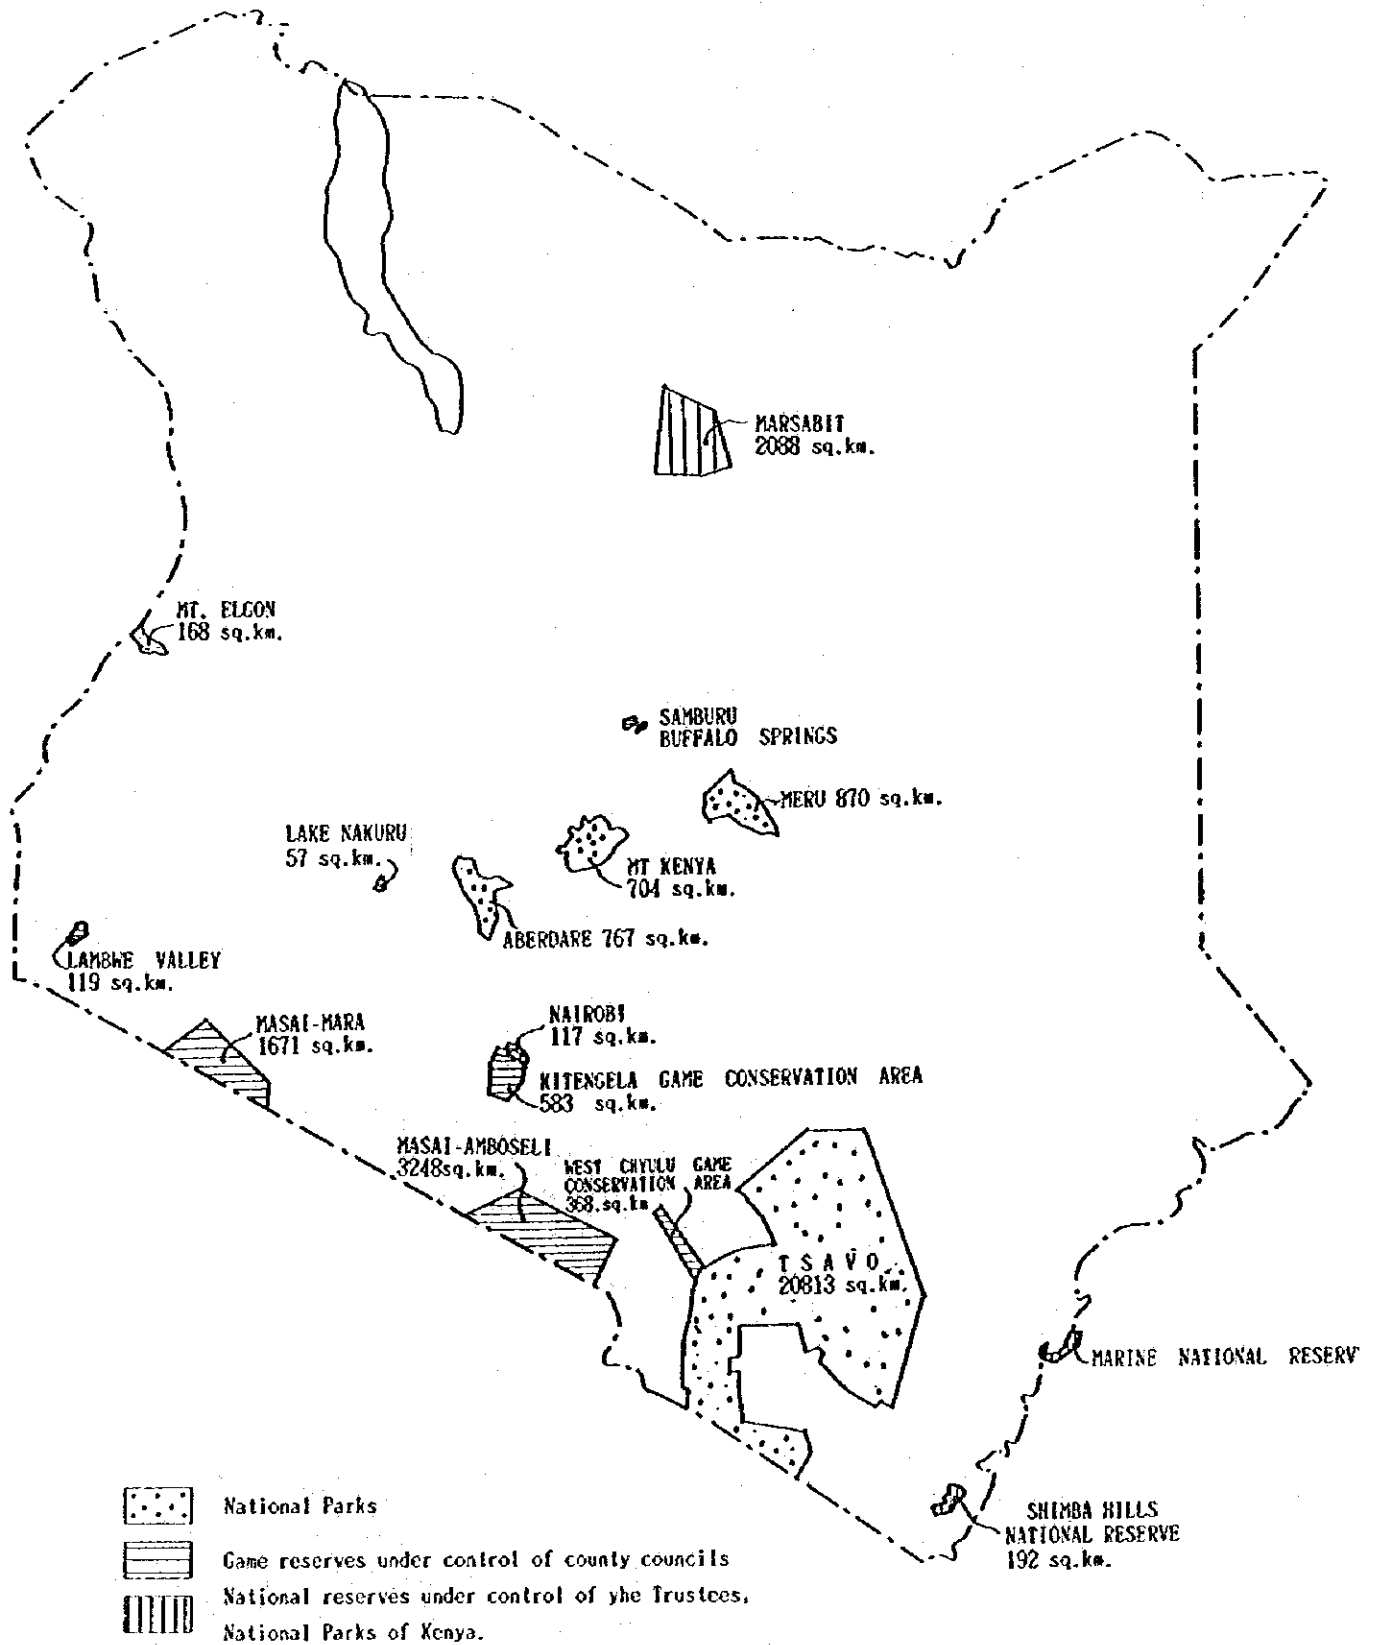 MARSABIT
2088 sq.km.
MT. ELGON
168 sq.km.
SAMBURU
BUFFALO SPRINGS
MERU 870 sq.km.
LAKE NAKURU
57 sq.km.
MT KENYA
704 sq.km.
ABERDARE 767 sq.km.
LAMBWE VALLEY
119 sq.km.
MASAI-MARA
1671 sq.km.
NAIROBI
117 sq.km.
KITENGELA GAME CONSERVATION AREA
583 sq.km.
MASAI-AMBOSELI
3248sq.km.
WEST CHYULU GAME
CONSERVATION AREA
368.sq.km
TSAVO
20813 sq.km.
MARINE NATIONAL RESERV
SHIMBA HILLS
NATIONAL RESERVE
192 sq.km.
National Parks
Game reserves under control of county councils
National reserves under control of yhe Trustees,
National Parks of Kenya.